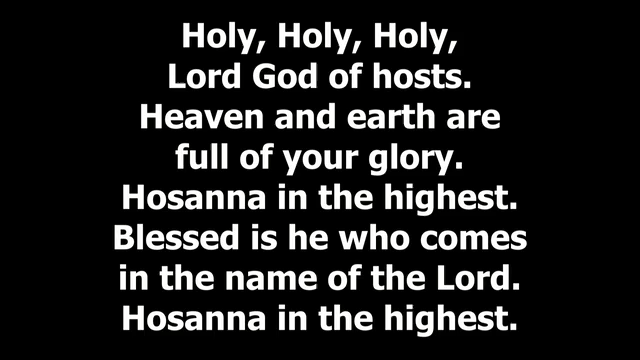 Holy, Holy, Holy,
Lord God of hosts.
Heaven and earth are
full of your glory.
Hosanna in the highest.
Blessed is he who comes
in the name of the Lord.
Hosanna in the highest.